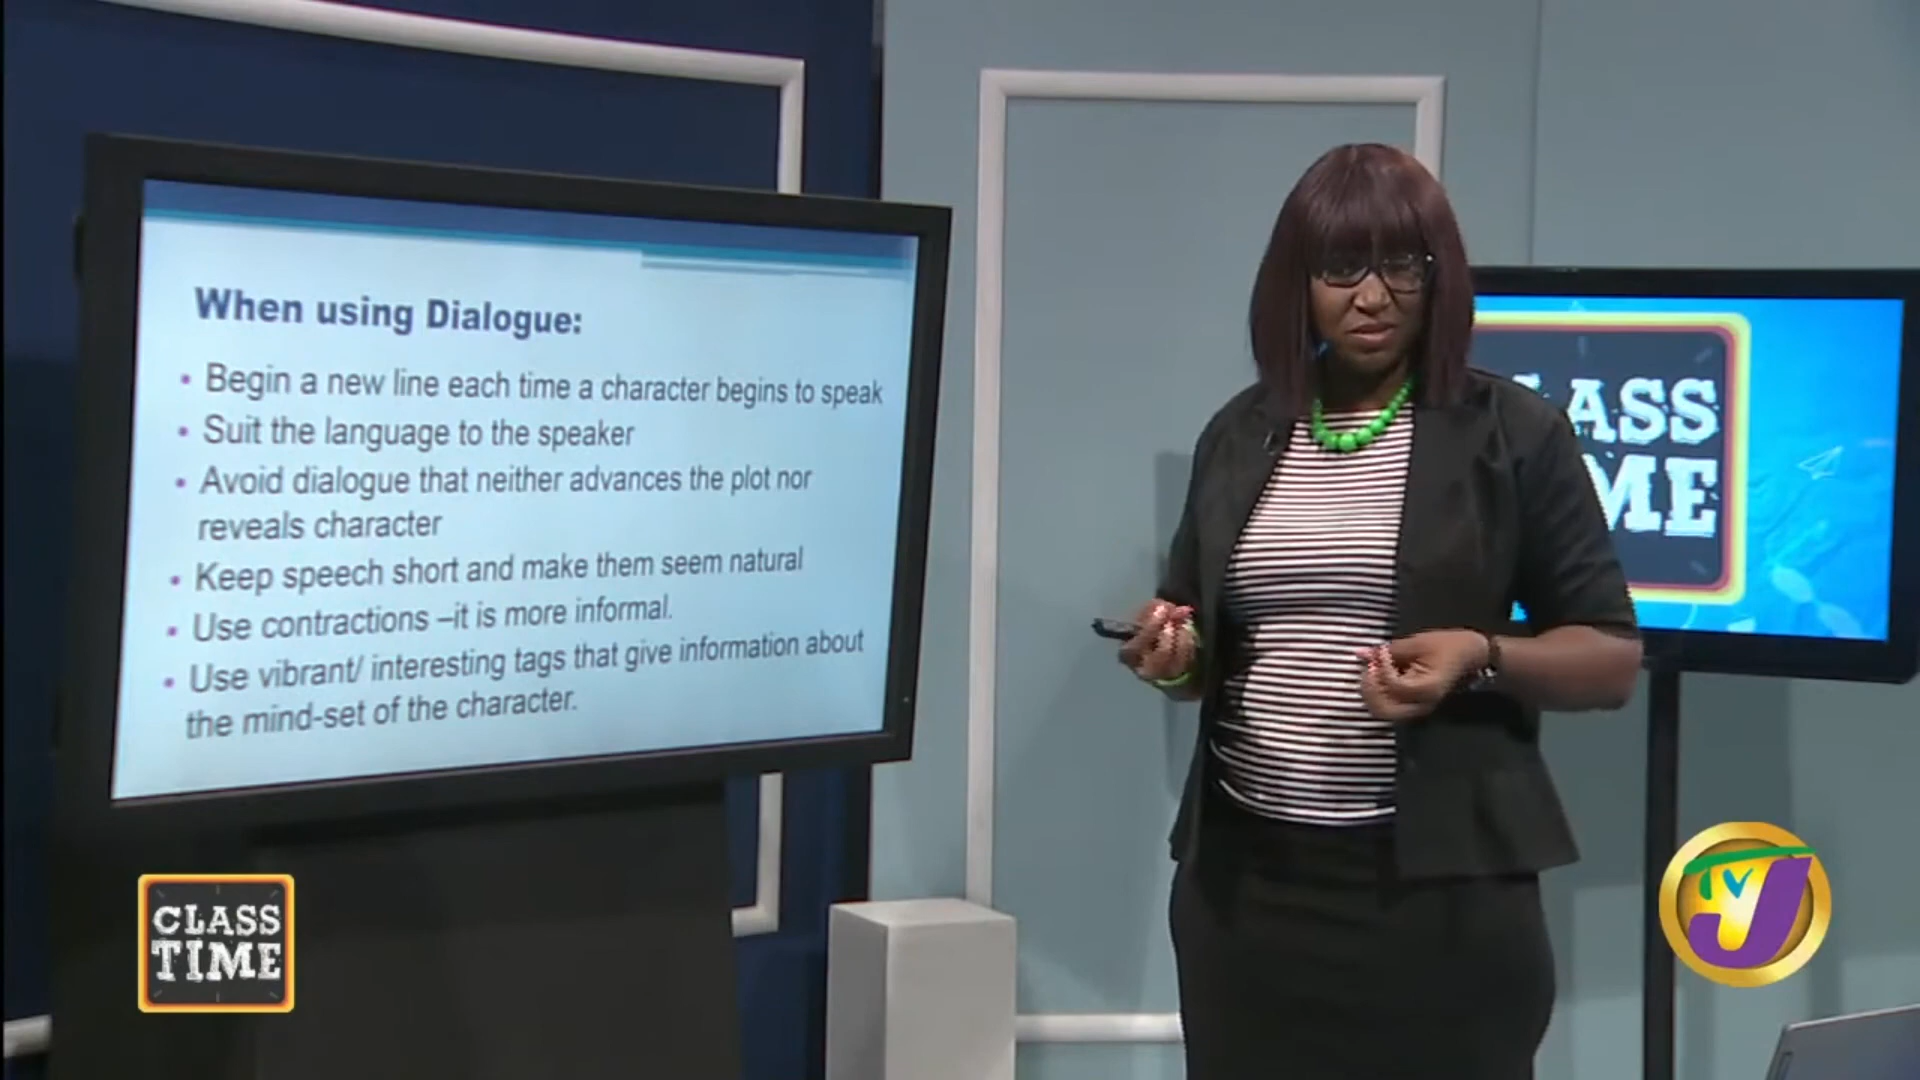 When using Dialogue:
• Begin a new line each time a character begins to speak
• Suit the language to the speaker
• Avoid dialogue that neither advances the plot nor
reveals character
• Keep speech short and make them seem natural
• Use contractions –it is more informal.
• Use vibrant/ interesting tags that give information about
the mind-set of the character.
LASS
ME
CLASS
TIME
TVJ